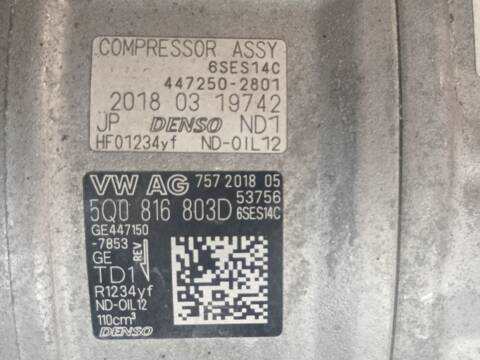 COMPRESSOR ASSY
6SES14C
447250-2801
2018 03 19742
JP DENSO ND1
HF01234yf ND-OIL12
VW AG 757 2018 05
53756
5Q0 816 803D 6SES14C
GE447150
-7853
GE REV
TD1
R1234yf
ND-OIL12
110cm³
DENSO